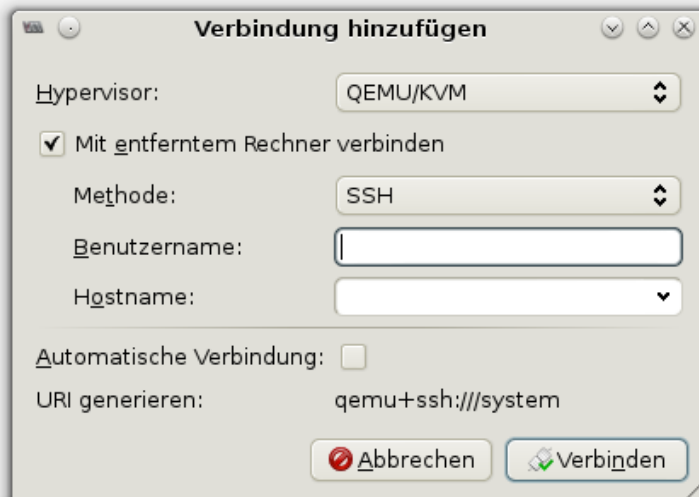 Verbindung hinzufügen
Hypervisor: QEMU/KVM
Mit entferntem Rechner verbinden
Methode: SSH
Benutzername:
Hostname:
Automatische Verbindung:
URI generieren: qemu+ssh:///system
Abbrechen Verbinden